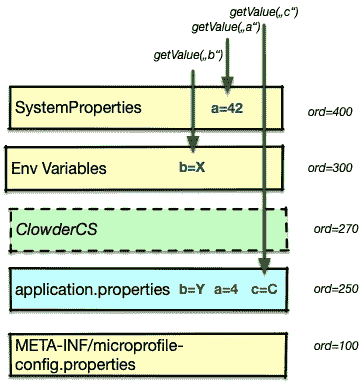 getValue(„c“)
getValue(„a“)
getValue(„b“)
SystemProperties a=42 ord=400
Env Variables b=X ord=300
ClowderCS ord=270
application.properties b=Y a=4 c=C ord=250
META-INF/microprofile-
config.properties ord=100